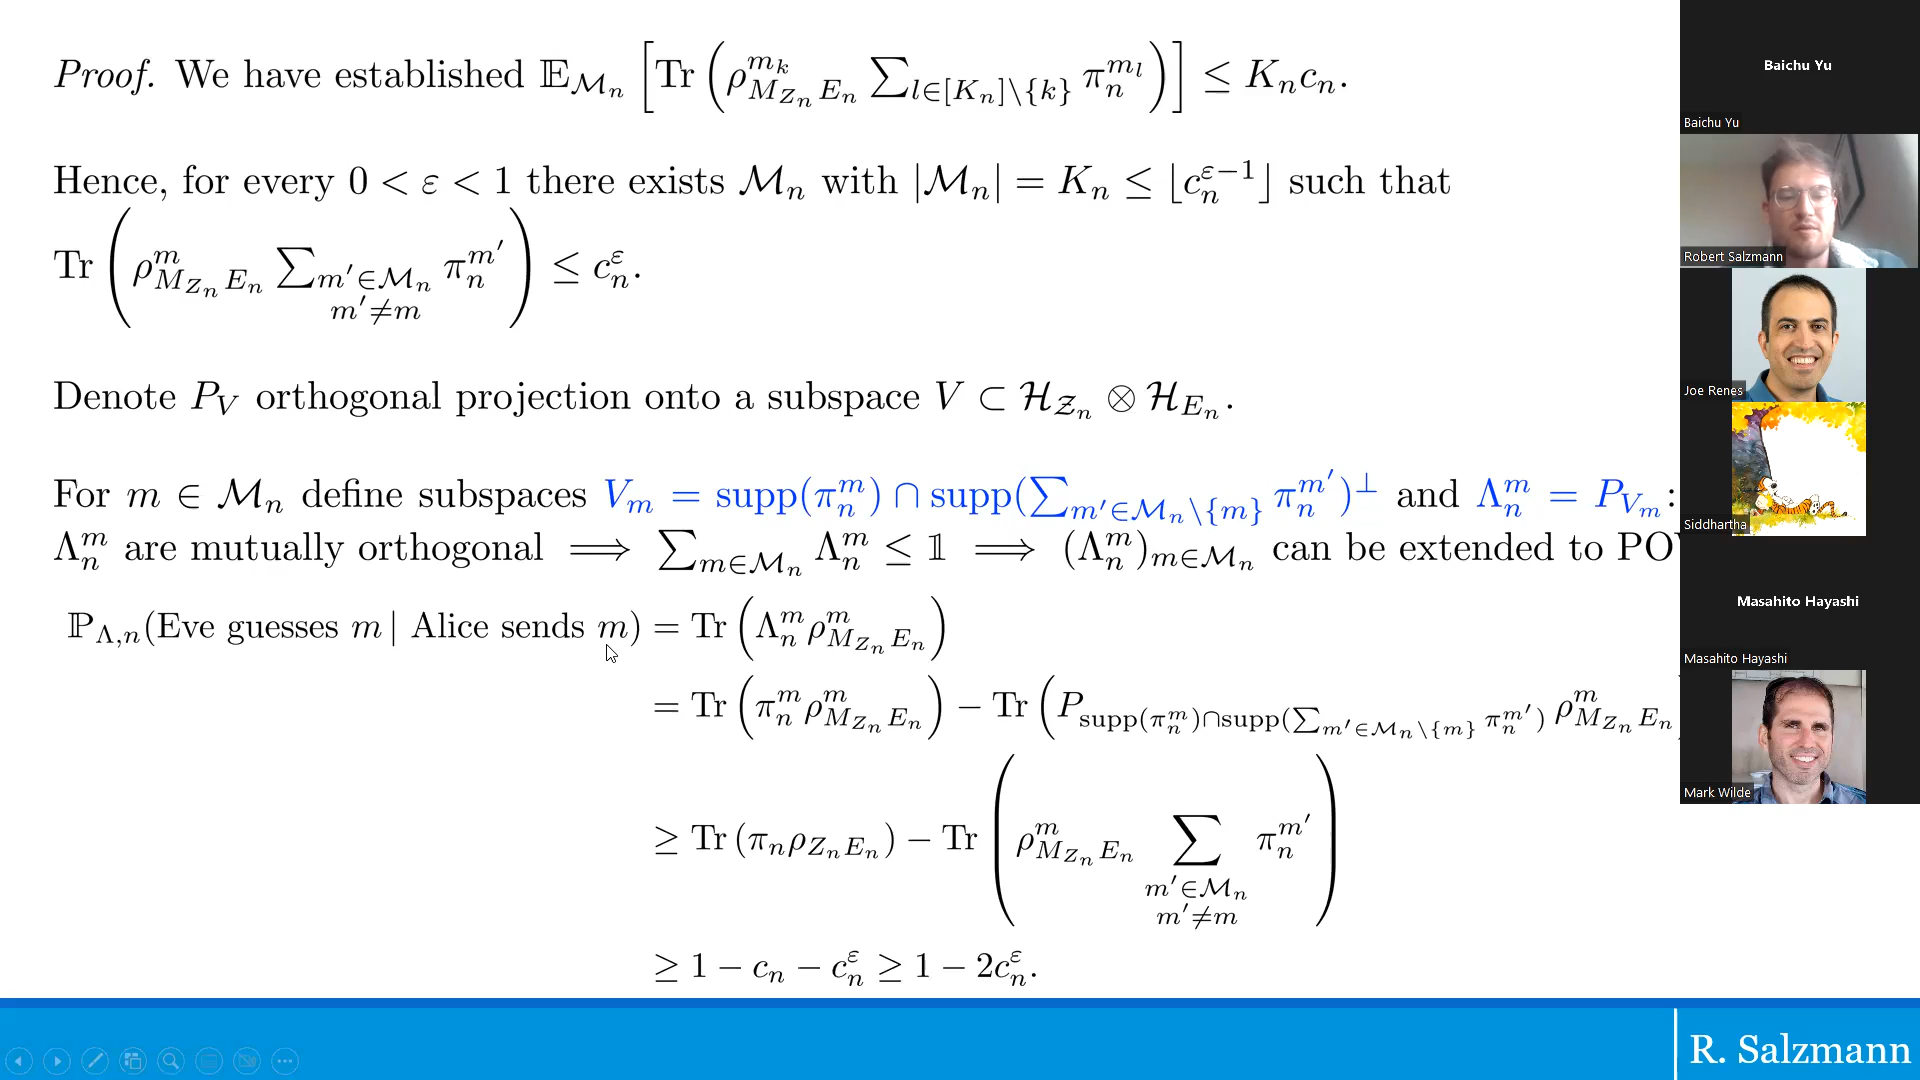 Proof. We have established 𝔼_{ℳ_n} [Tr(ρ^{m_k}_{M_{Z_n} E_n} ∑_{l∈[K_n]\{k}} π_n^{m_l})] ≤ K_n c_n.
Hence, for every 0 < ε < 1 there exists ℳ_n with |ℳ_n| = K_n ≤ ⌊c_n^{ε−1}⌋ such that
Tr(ρ^m_{M_{Z_n} E_n} ∑_{m′∈ℳ_n m′≠m} π_n^{m′}) ≤ c_n^ε.
Denote P_V orthogonal projection onto a subspace V ⊂ ℋ_{𝒵_n} ⊗ ℋ_{E_n}.
For m ∈ ℳ_n define subspaces V_m = supp(π_n^m) ∩ supp(∑_{m′∈ℳ_n\{m}} π_n^{m′})^⊥ and Λ_n^m = P_{V_m}:
Λ_n^m are mutually orthogonal ⟹ ∑_{m∈ℳ_n} Λ_n^m ≤ 𝟙 ⟹ (Λ_n^m)_{m∈ℳ_n} can be extended to PO
ℙ_{Λ,n}(Eve guesses m | Alice sends m) = Tr(Λ_n^m ρ^m_{M_{Z_n} E_n})
= Tr(π_n^m ρ^m_{M_{Z_n} E_n}) − Tr(P_{supp(π_n^m)∩supp(∑_{m′∈ℳ_n\{m}} π_n^{m′})} ρ^m_{M_{Z_n} E_n}
≥ Tr(π_n ρ_{Z_n E_n}) − Tr(ρ^m_{M_{Z_n} E_n} ∑_{m′∈ℳ_n m′≠m} π_n^{m′})
≥ 1 − c_n − c_n^ε ≥ 1 − 2c_n^ε.
R. Salzmann
Baichu Yu
Baichu Yu
Robert Salzmann
Joe Renes
Siddhartha
Masahito Hayashi
Masahito Hayashi
Mark Wilde